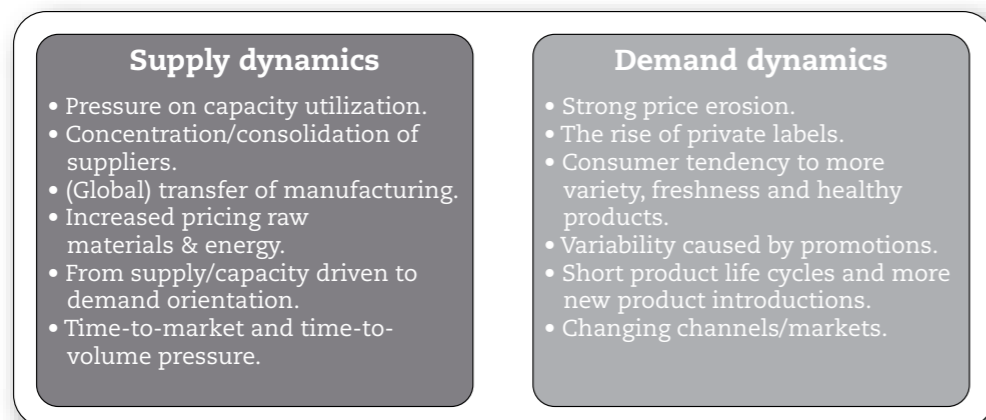 Supply dynamics
• Pressure on capacity utilization.
• Concentration/consolidation of
suppliers.
• (Global) transfer of manufacturing.
• Increased pricing raw
materials & energy.
• From supply/capacity driven to
demand orientation.
• Time-to-market and time-to-
volume pressure.
Demand dynamics
• Strong price erosion.
• The rise of private labels.
• Consumer tendency to more
variety, freshness and healthy
products.
• Variability caused by promotions.
• Short product life cycles and more
new product introductions.
• Changing channels/markets.